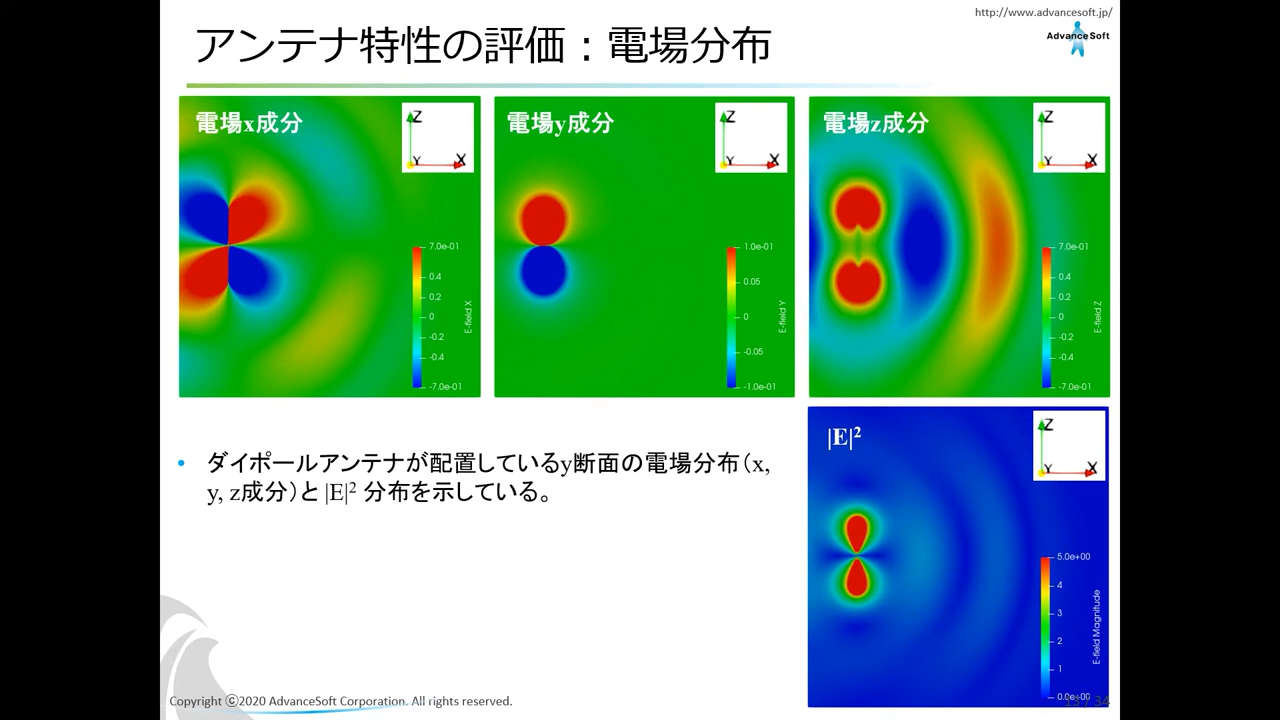 http://www.advancesoft.jp/
AdvanceSoft
アンテナ特性の評価：電場分布
電場x成分
Z
Y
X
7.0e-01
0.4
0.2
0
-0.2
-0.4
-7.0e-01
E-field X
電場y成分
Z
Y
X
1.0e-01
0.05
0
-0.05
-1.0e-01
E-field Y
電場z成分
Z
Y
X
7.0e-01
0.4
0.2
0
-0.2
-0.4
-7.0e-01
E-field Z
• ダイポールアンテナが配置しているy断面の電場分布（x,
y, z成分）と |E|² 分布を示している。
|E|²
Z
Y
X
5.0e+00
4
3
2
1
0.0e+00
E-field Magnitude
Copyright ⓒ2020 AdvanceSoft Corporation. All rights reserved.